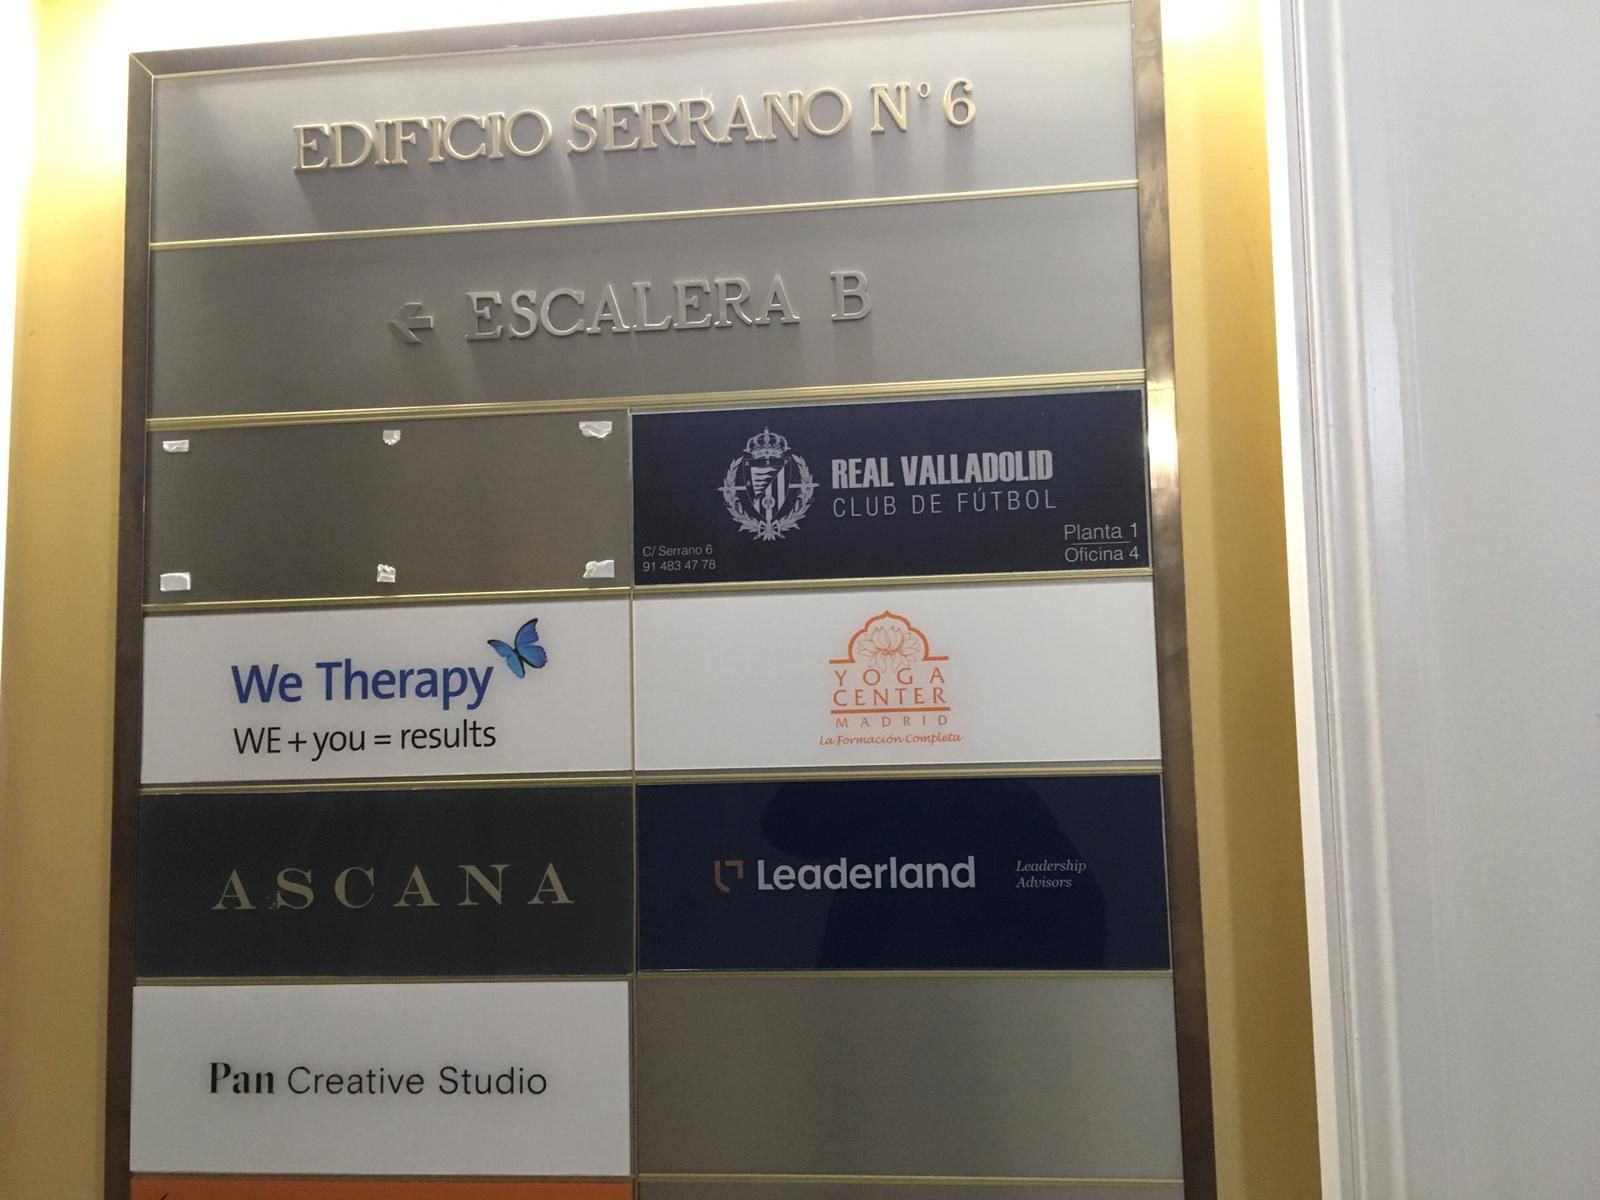 EDIFICIO SERRANO Nº 6
← ESCALERA B
REAL VALLADOLID
CLUB DE FÚTBOL
C/ Serrano 6
91 483 47 78
Planta 1
Oficina 4
We Therapy
WE + you = results
YOGA
CENTER
MADRID
La Formación Completa
ASCANA
Leaderland
Leadership
Advisors
Pan Creative Studio